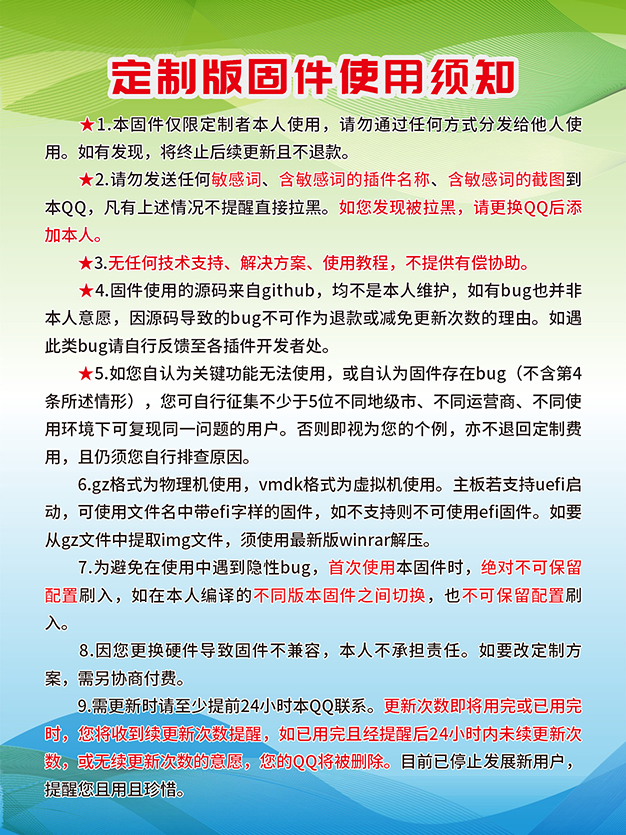 定制版固件使用须知
★1.本固件仅限定制者本人使用，请勿通过任何方式分发给他人使
用。如有发现，将终止后续更新且不退款。
★2.请勿发送任何敏感词、含敏感词的插件名称、含敏感词的截图到
本QQ，凡有上述情况不提醒直接拉黑。如您发现被拉黑，请更换QQ后添
加本人。
★3.无任何技术支持、解决方案、使用教程，不提供有偿协助。
★4.固件使用的源码来自github，均不是本人维护，如有bug也并非
本人意愿，因源码导致的bug不可作为退款或减免更新次数的理由。如遇
此类bug请自行反馈至各插件开发者处。
★5.如您自认为关键功能无法使用，或自认为固件存在bug（不含第4
条所述情形），您可自行征集不少于5位不同地级市、不同运营商、不同使
用环境下可复现同一问题的用户。否则即视为您的个例，亦不退回定制费
用，且仍须您自行排查原因。
6.gz格式为物理机使用，vmdk格式为虚拟机使用。主板若支持uefi启
动，可使用文件名中带efi字样的固件，如不支持则不可使用efi固件。如要
从gz文件中提取img文件，须使用最新版winrar解压。
7.为避免在使用中遇到隐性bug，首次使用本固件时，绝对不可保留
配置刷入，如在本人编译的不同版本固件之间切换，也不可保留配置刷
入。
8.因您更换硬件导致固件不兼容，本人不承担责任。如要改定制方
案，需另协商付费。
9.需更新时请至少提前24小时本QQ联系。更新次数即将用完或已用完
时，您将收到续更新次数提醒，如已用完且经提醒后24小时内未续更新次
数，或无续更新次数的意愿，您的QQ将被删除。目前已停止发展新用户，
提醒您且用且珍惜。